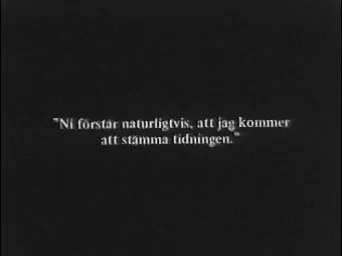 "Ni förstår naturligtvis, att jag kommer
att stämma tidningen."